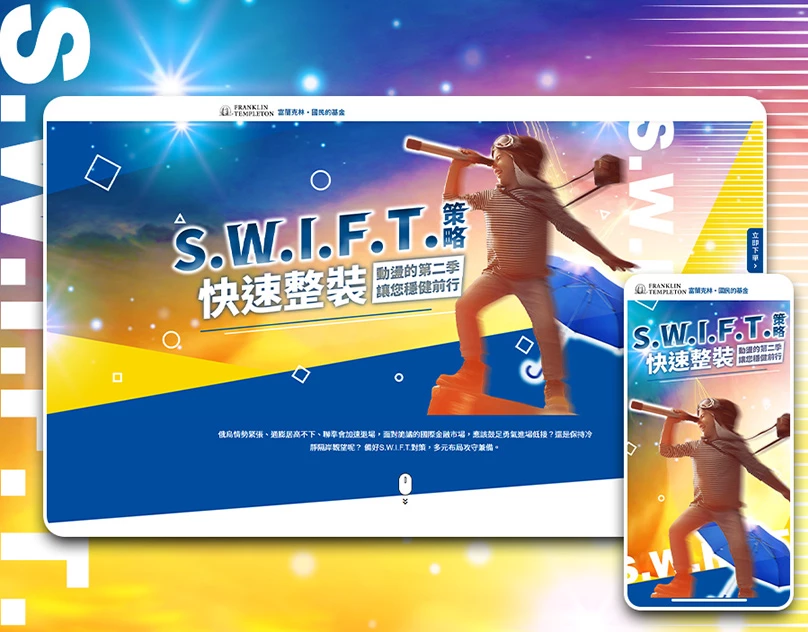 S.W.I.F.T.
FRANKLIN
TEMPLETON
富蘭克林・國民的基金
S.W.
S.W.I.F.T.策略
快速整裝
動盪的第二季
讓您穩健前行
立即下單
俄烏情勢緊張、通膨居高不下、聯準會加速退場，面對詭譎的國際金融市場，應該鼓足勇氣進場低接？還是保持冷
靜隔岸觀望呢？ 備好S.W.I.F.T.對策，多元布局攻守兼備。
FRANKLIN
TEMPLETON
富蘭克林・國民的基金
S.W.I.F.T.策略
快速整裝
動盪的第二季
讓您穩健前行